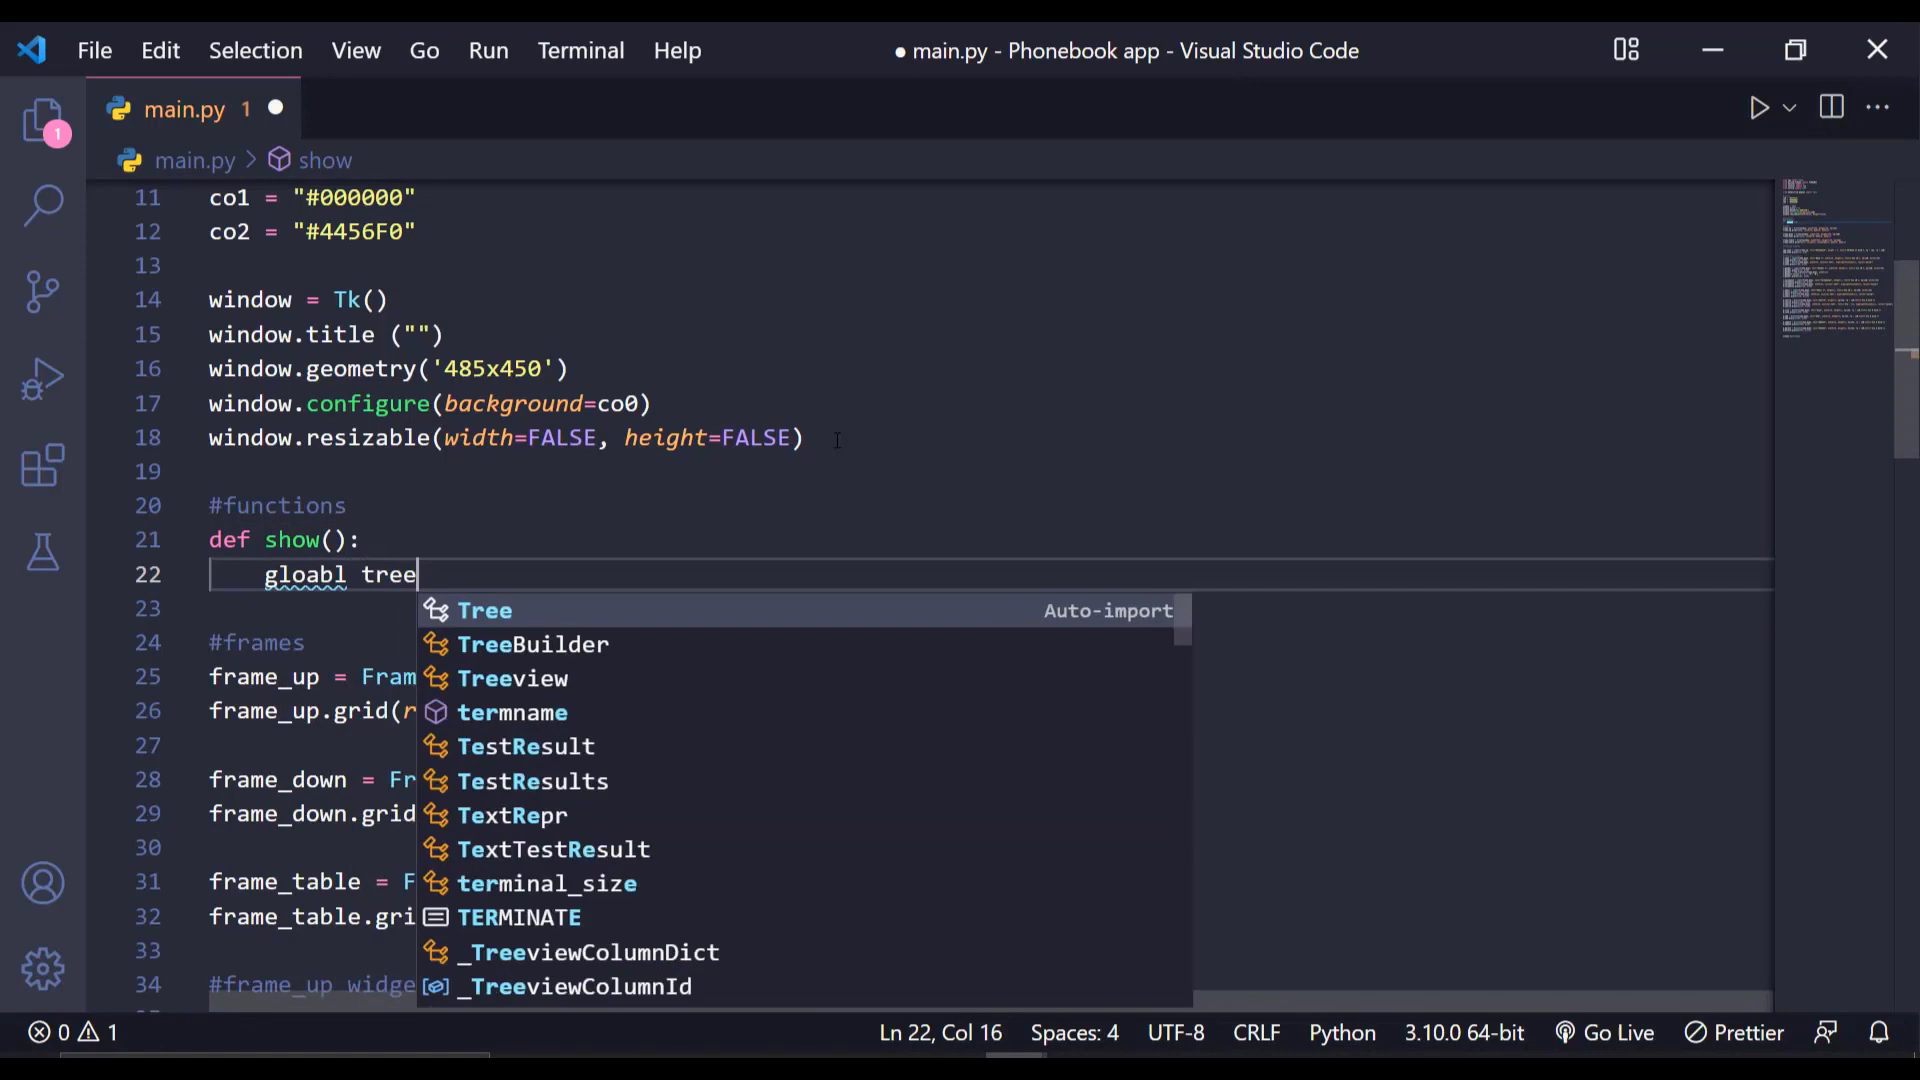 File Edit Selection View Go Run Terminal Help ● main.py - Phonebook app - Visual Studio Code
main.py 1
1
main.py > show
11 co1 = "#000000"
12 co2 = "#4456F0"
13
14 window = Tk()
15 window.title ("")
16 window.geometry('485x450')
17 window.configure(background=co0)
18 window.resizable(width=FALSE, height=FALSE)
19
20 #functions
21 def show():
22 gloabl tree
Tree Auto-import
23
TreeBuilder
24 #frames
Treeview
25 frame_up = Fram
termname
26 frame_up.grid(r
TestResult
27
TestResults
28 frame_down = Fr
TextRepr
29 frame_down.grid
TextTestResult
30
terminal_size
31 frame_table = F
TERMINATE
32 frame_table.gri
_TreeviewColumnDict
33
_TreeviewColumnId
34 #frame_up widge
0 1 Ln 22, Col 16 Spaces: 4 UTF-8 CRLF Python 3.10.0 64-bit Go Live Prettier